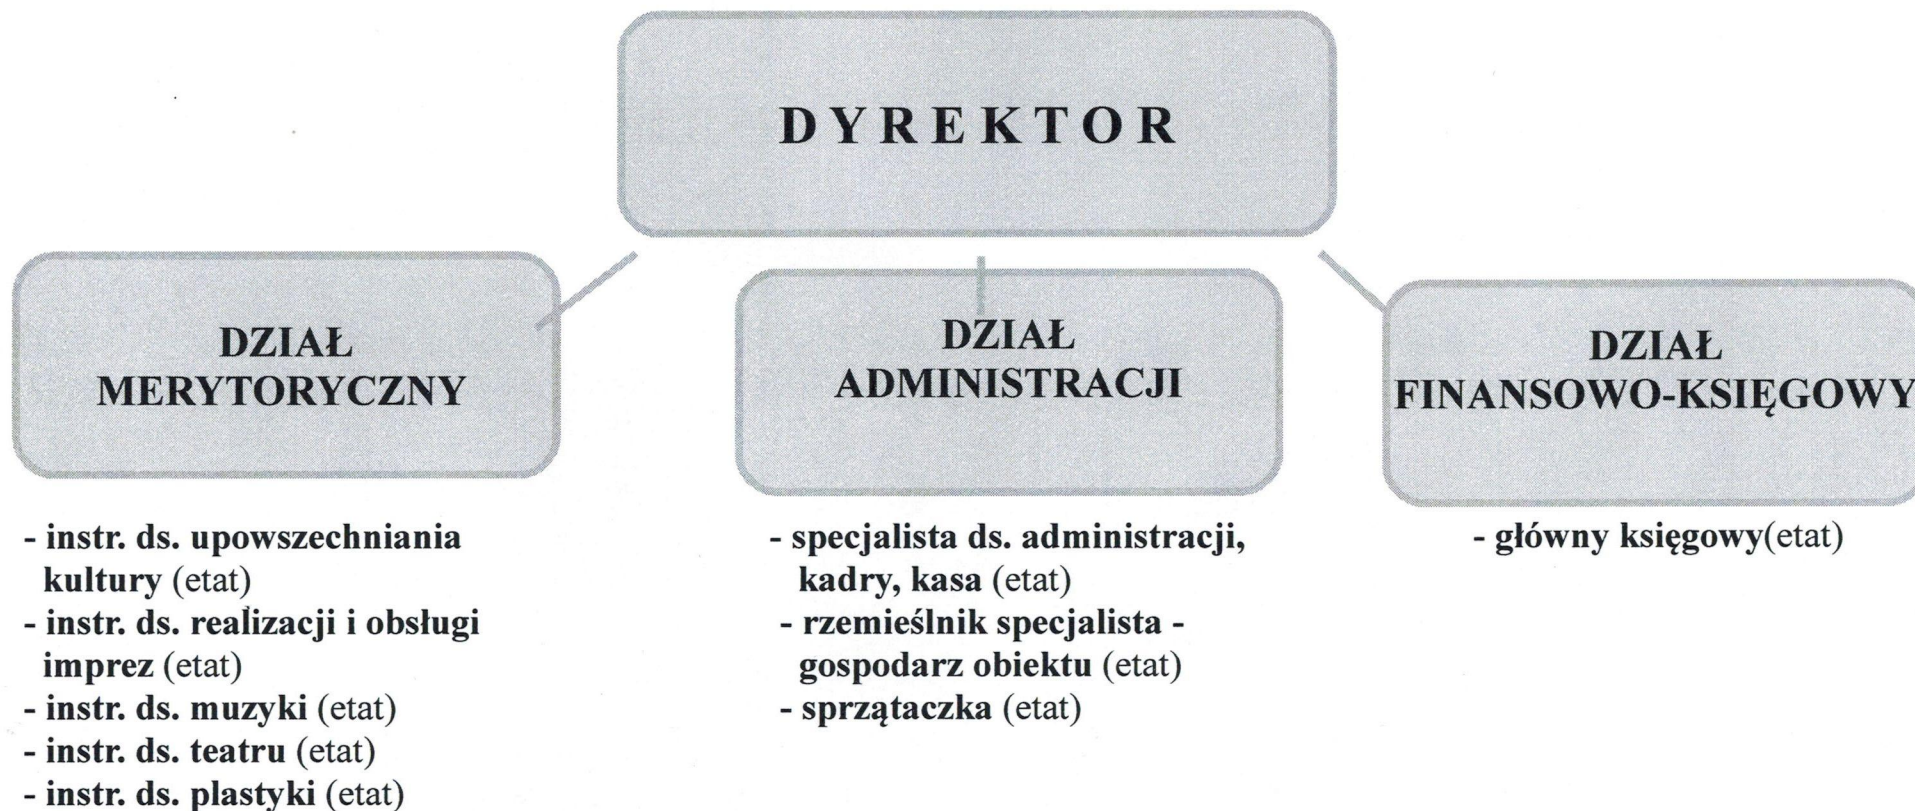 DYREKTOR
DZIAŁ
MERYTORYCZNY
- instr. ds. upowszechniania
kultury (etat)
- instr. ds. realizacji i obsługi
imprez (etat)
- instr. ds. muzyki (etat)
- instr. ds. teatru (etat)
- instr. ds. plastyki (etat)
DZIAŁ
ADMINISTRACJI
- specjalista ds. administracji,
kadry, kasa (etat)
- rzemieślnik specjalista -
gospodarz obiektu (etat)
- sprzątaczka (etat)
DZIAŁ
FINANSOWO-KSIĘGOWY
- główny księgowy(etat)